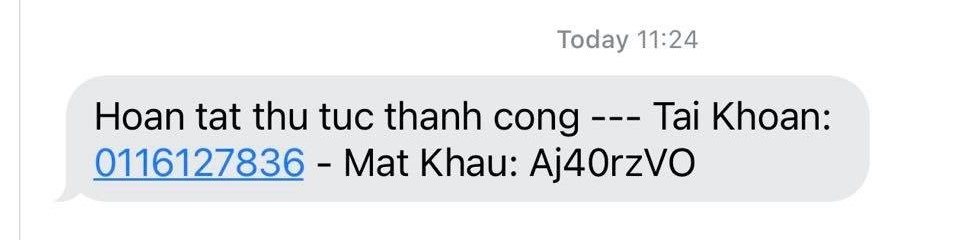 Today 11:24
Hoan tat thu tuc thanh cong --- Tai Khoan:
0116127836 - Mat Khau: Aj40rzVO